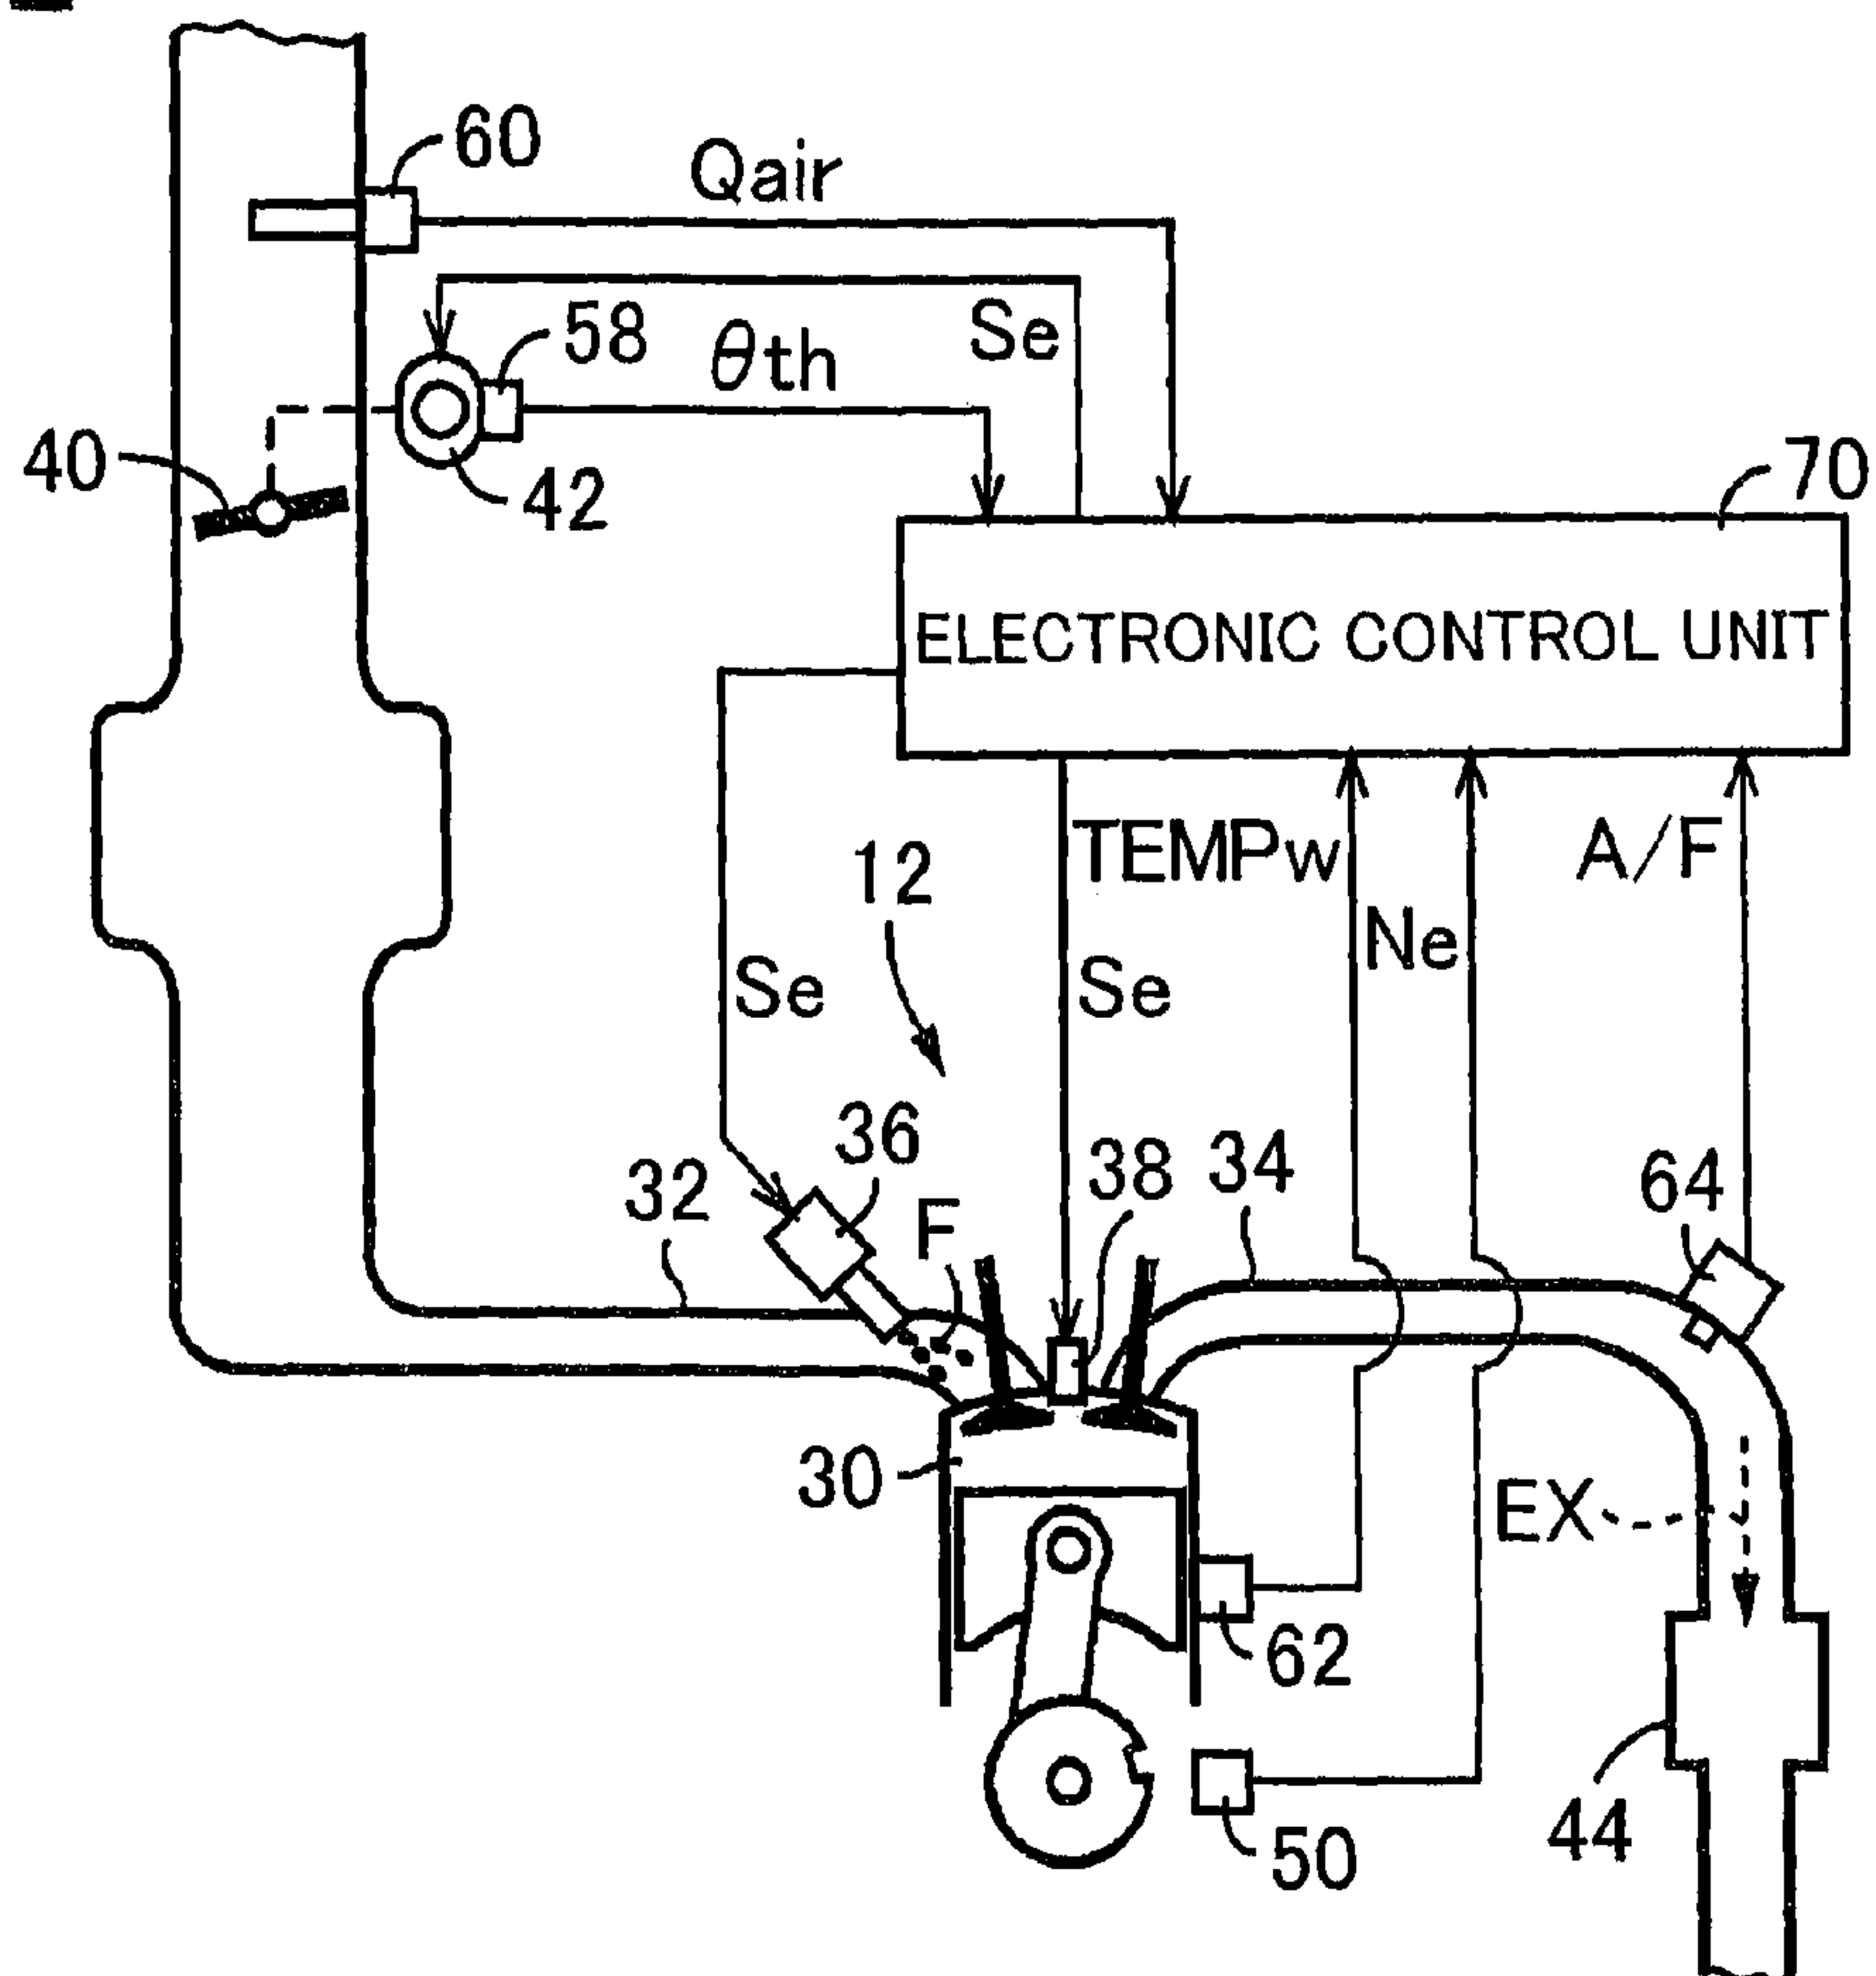 60
Qair
58
Se
θth
40
42
70
ELECTRONIC CONTROL UNIT
TEMPw
A/F
12
Ne
Se
Se
36
38
34
32
64
F
30
EX
62
44
50